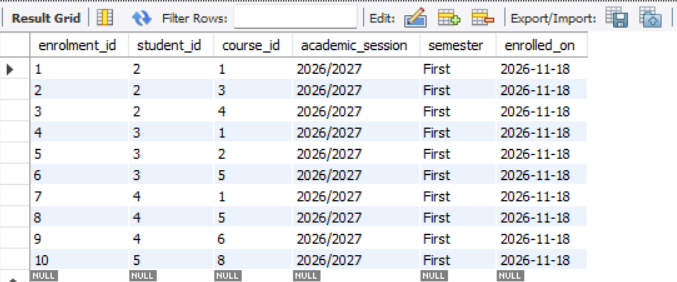 Result Grid Filter Rows: Edit: Export/Import:
enrolment_id student_id course_id academic_session semester enrolled_on
1 2 1 2026/2027 First 2026-11-18
2 2 3 2026/2027 First 2026-11-18
3 2 4 2026/2027 First 2026-11-18
4 3 1 2026/2027 First 2026-11-18
5 3 2 2026/2027 First 2026-11-18
6 3 5 2026/2027 First 2026-11-18
7 4 1 2026/2027 First 2026-11-18
8 4 5 2026/2027 First 2026-11-18
9 4 6 2026/2027 First 2026-11-18
10 5 8 2026/2027 First 2026-11-18
NULL NULL NULL NULL NULL NULL